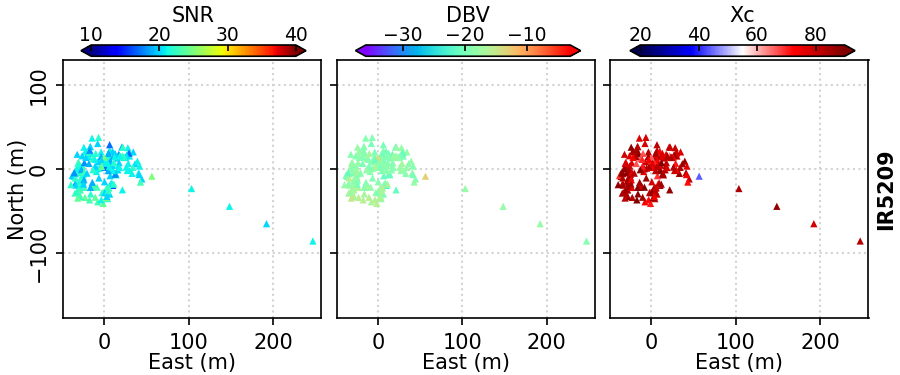 SNR DBV Xc
10 20 30 40 −30 −20 −10 20 40 60 80
100
0
−100
North (m)
IR5209
0 100 200 0 100 200 0 100 200
East (m) East (m) East (m)